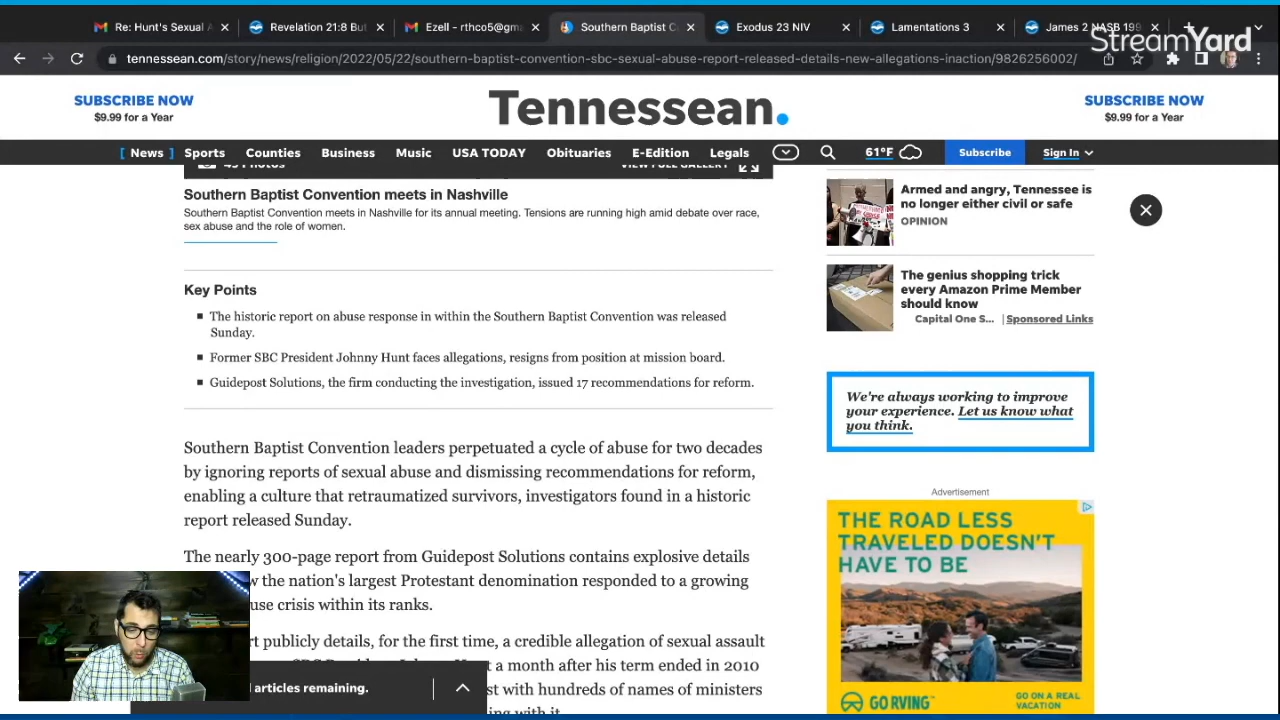 Re: Hunt's Sexual A
Revelation 21:8 But
Ezell - rthco5@gma
Southern Baptist C
Exodus 23 NIV
Lamentations 3
James 2 NASB 199
StreamYard
tennessean.com/story/news/religion/2022/05/22/southern-baptist-convention-sbc-sexual-abuse-report-released-details-new-allegations-inaction/9826256002/
SUBSCRIBE NOW
$9.99 for a Year
Tennessean.
SUBSCRIBE NOW
$9.99 for a Year
[ News ] Sports Counties Business Music USA TODAY Obituaries E-Edition Legals 61°F Subscribe Sign In
Photos VIEW FULL GALLERY
Southern Baptist Convention meets in Nashville
Southern Baptist Convention meets in Nashville for its annual meeting. Tensions are running high amid debate over race,
sex abuse and the role of women.
Key Points
The historic report on abuse response in within the Southern Baptist Convention was released
Sunday.
Former SBC President Johnny Hunt faces allegations, resigns from position at mission board.
Guidepost Solutions, the firm conducting the investigation, issued 17 recommendations for reform.
Southern Baptist Convention leaders perpetuated a cycle of abuse for two decades
by ignoring reports of sexual abuse and dismissing recommendations for reform,
enabling a culture that retraumatized survivors, investigators found in a historic
report released Sunday.
The nearly 300-page report from Guidepost Solutions contains explosive details
the nation's largest Protestant denomination responded to a growing
use crisis within its ranks.
rt publicly details, for the first time, a credible allegation of sexual assault
t a month after his term ended in 2010
st with hundreds of names of ministers
ing with it.
articles remaining.
Armed and angry, Tennessee is
no longer either civil or safe
OPINION
The genius shopping trick
every Amazon Prime Member
should know
Capital One S... | Sponsored Links
We're always working to improve
your experience. Let us know what
you think.
Advertisement
THE ROAD LESS
TRAVELED DOESN'T
HAVE TO BE
GO RVING
GO ON A REAL
VACATION